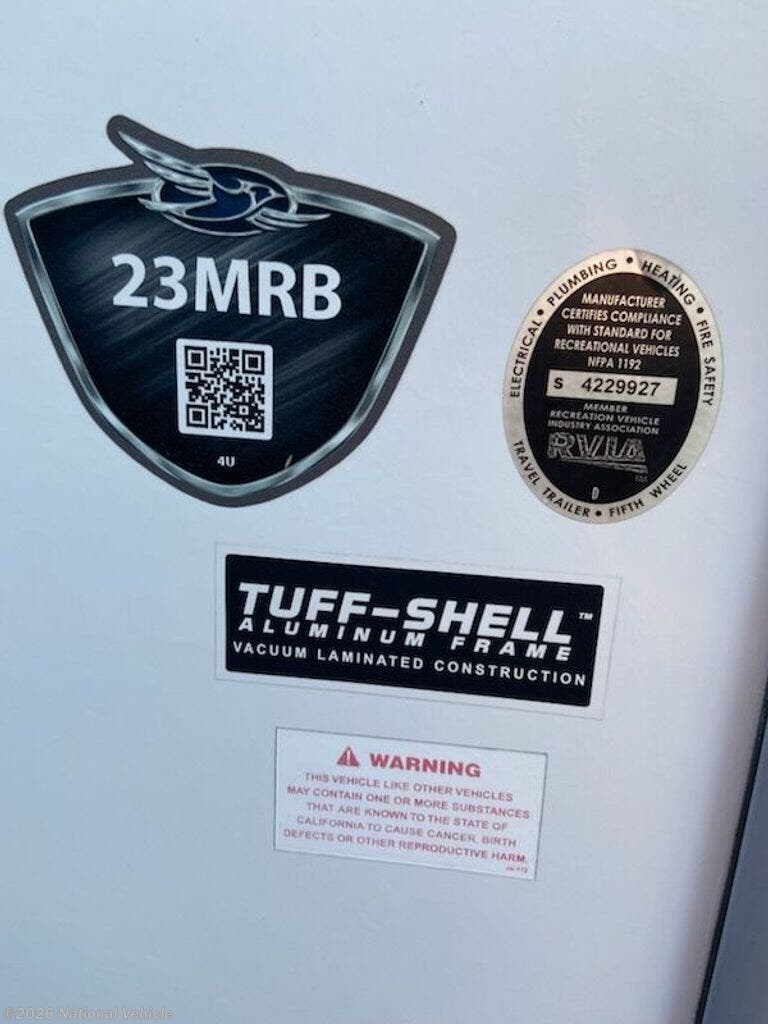 23MRB
4U
ELECTRICAL • PLUMBING • HEATING • FIRE SAFETY
MANUFACTURER
CERTIFIES COMPLIANCE
WITH STANDARD FOR
RECREATIONAL VEHICLES
NFPA 1192
S 4229927
MEMBER
RECREATION VEHICLE
INDUSTRY ASSOCIATION
RVIA
TM
D
TRAVEL TRAILER • FIFTH WHEEL
TUFF-SHELL™
ALUMINUM FRAME
VACUUM LAMINATED CONSTRUCTION
WARNING
THIS VEHICLE LIKE OTHER VEHICLES
MAY CONTAIN ONE OR MORE SUBSTANCES
THAT ARE KNOWN TO THE STATE OF
CALIFORNIA TO CAUSE CANCER, BIRTH
DEFECTS OR OTHER REPRODUCTIVE HARM.
©2026 National Vehicle